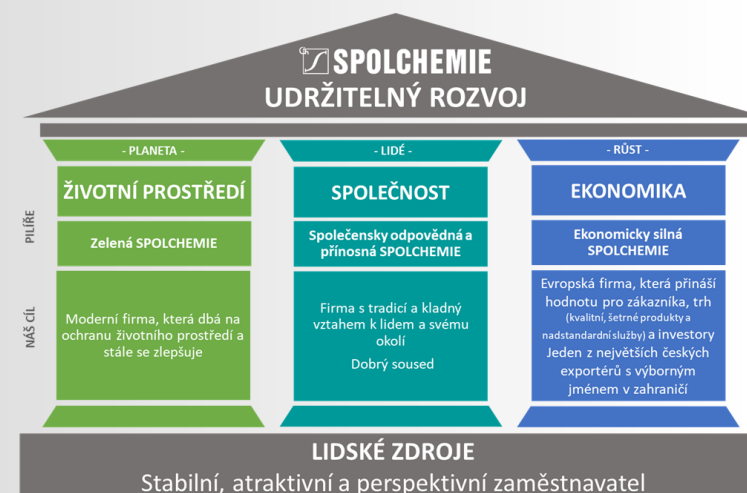 SPOLCHEMIE
UDRŽITELNÝ ROZVOJ
- PLANETA -
- LIDÉ -
- RŮST -
PILÍŘE
ŽIVOTNÍ PROSTŘEDÍ
SPOLEČNOST
EKONOMIKA
Zelená SPOLCHEMIE
Společensky odpovědná a
přínosná SPOLCHEMIE
Ekonomicky silná
SPOLCHEMIE
NÁŠ CÍL
Moderní firma, která dbá na
ochranu životního prostředí a
stále se zlepšuje
Firma s tradicí a kladný
vztahem k lidem a svému
okolí
Dobrý soused
Evropská firma, která přináší
hodnotu pro zákazníka, trh
(kvalitní, šetrné produkty a
nadstandardní služby) a investory
Jeden z největších českých
exportérů s výborným
jménem v zahraničí
LIDSKÉ ZDROJE
Stabilní, atraktivní a perspektivní zaměstnavatel